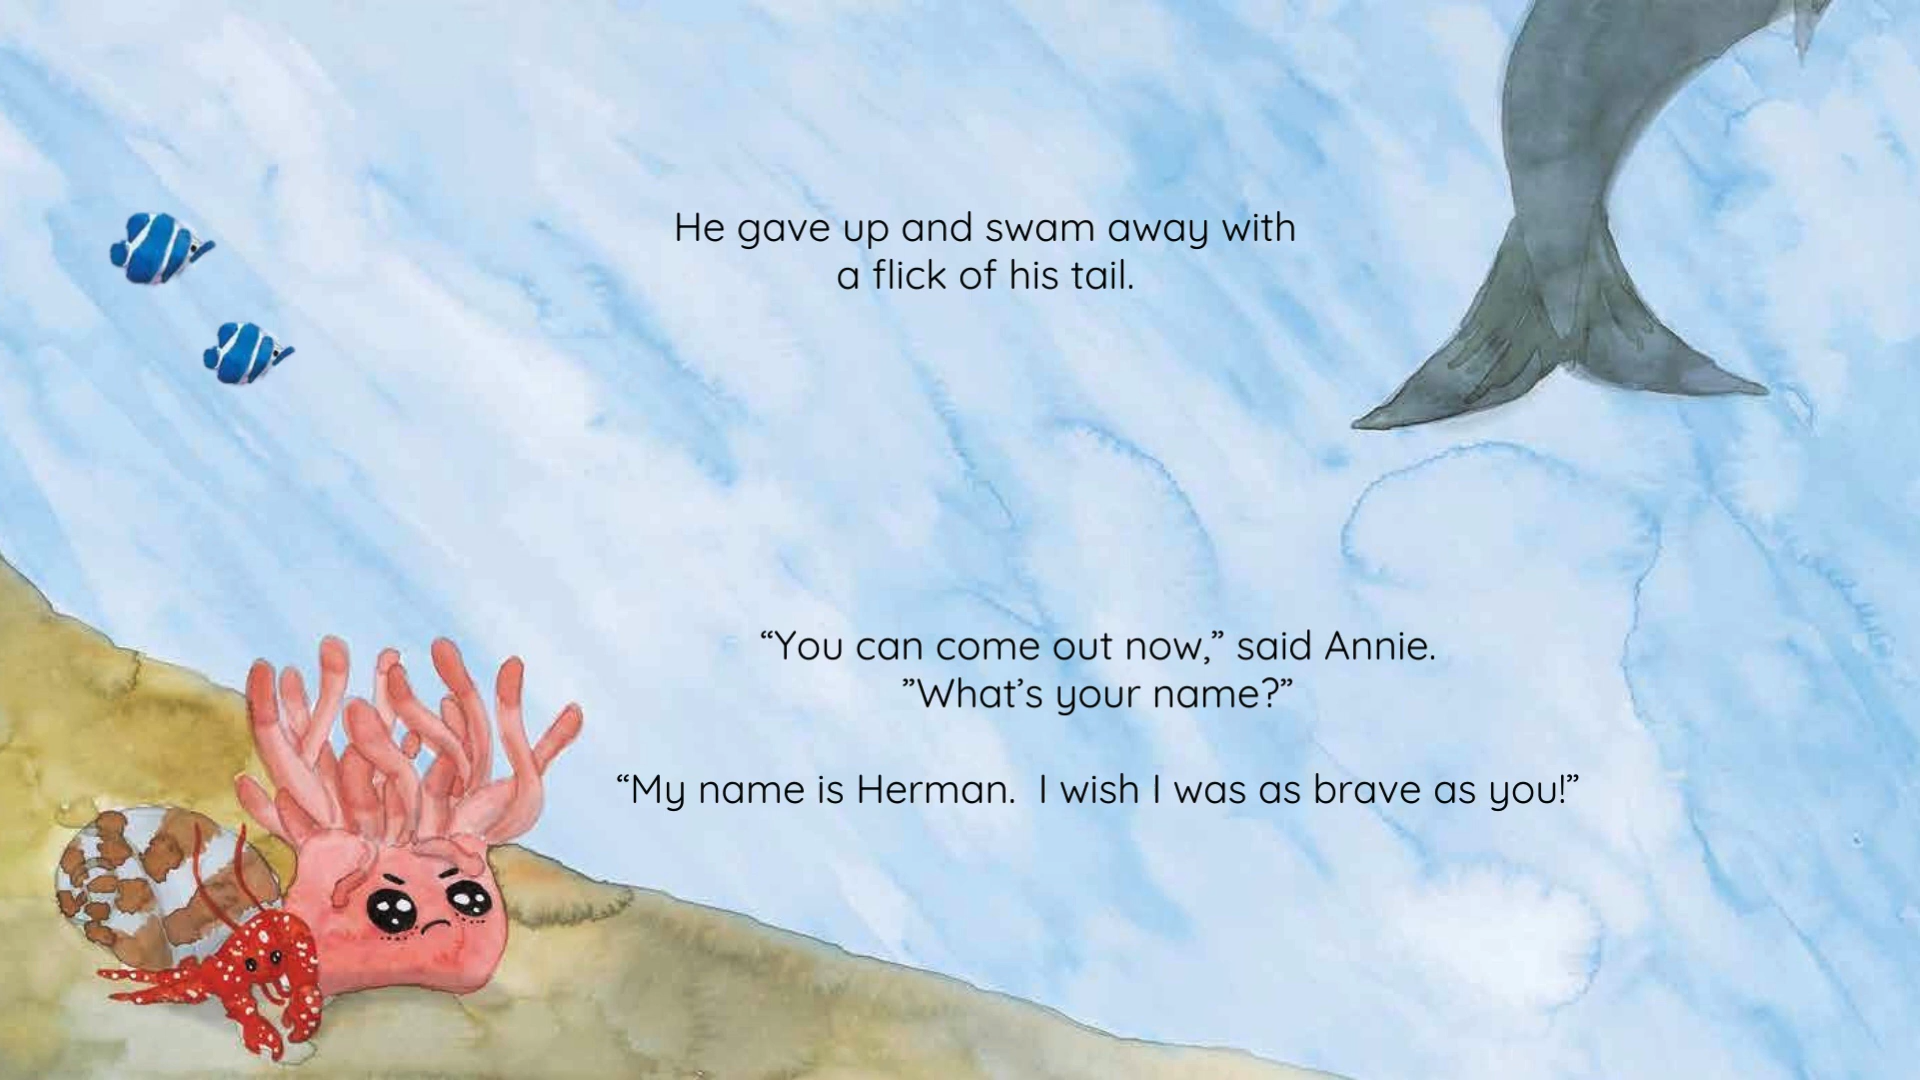 He gave up and swam away with
a flick of his tail.
“You can come out now,” said Annie.
”What’s your name?”
“My name is Herman.  I wish I was as brave as you!”